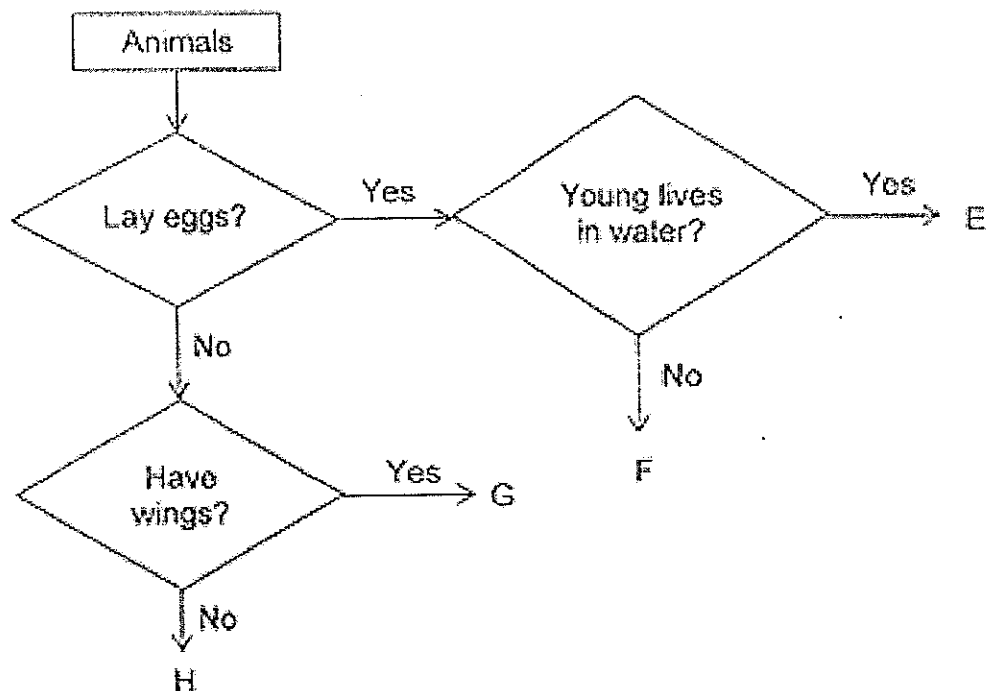 Animals
Lay eggs?
Yes
Young lives
in water?
Yes
E
No
No
F
Have
wings?
Yes
G
No
H